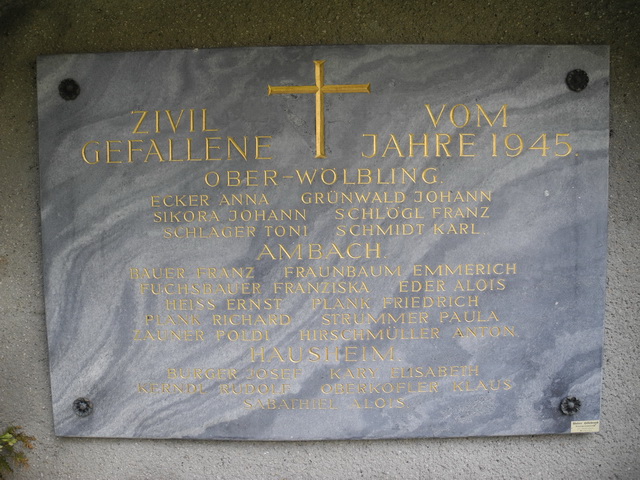 ZIVIL VOM
GEFALLENE JAHRE 1945.
OBER-WÖLBLING.
ECKER ANNA GRÜNWALD JOHANN
SIKORA JOHANN SCHLÖGL FRANZ
SCHLAGER TONI SCHMIDT KARL
AMBACH.
BAUER FRANZ FRAUNBAUM EMMERICH
FUCHSBAUER FRANZISKA EDER ALOIS
HEISS ERNST PLANK FRIEDRICH
PLANK RICHARD STRUMMER PAULA
ZAUNER POLDI HIRSCHMÜLLER ANTON
HAUSHEIM.
BURGER JOSEF KARY ELISABETH
KERNDL RUDOLF OBERKOFLER KLAUS
SABATHIEL ALOIS